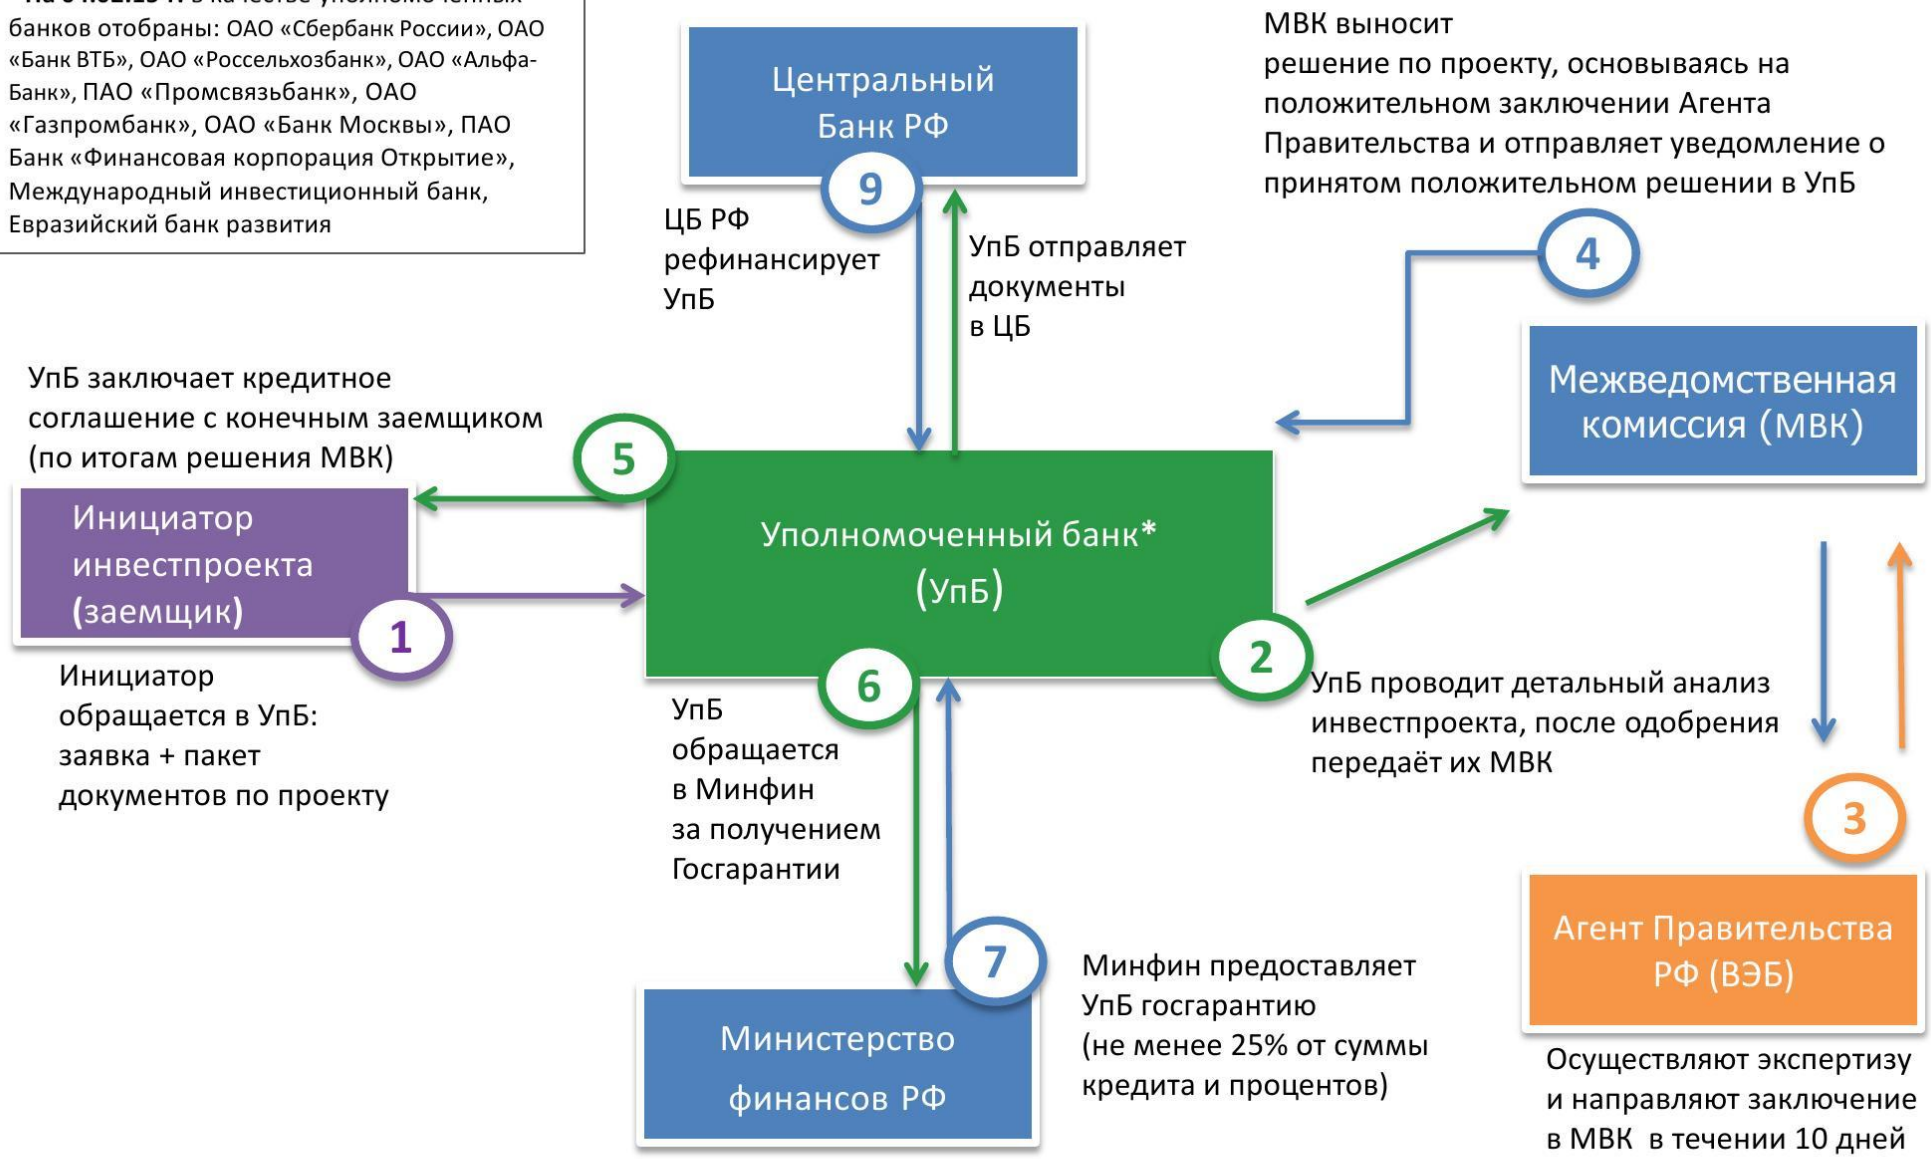 банков отобраны: ОАО «Сбербанк России», ОАО
«Банк ВТБ», ОАО «Россельхозбанк», ОАО «Альфа-
Банк», ПАО «Промсвязьбанк», ОАО
«Газпромбанк», ОАО «Банк Москвы», ПАО
Банк «Финансовая корпорация Открытие»,
Международный инвестиционный банк,
Евразийский банк развития
Центральный
Банк РФ
9
ЦБ РФ
рефинансирует
УпБ
УпБ отправляет
документы
в ЦБ
МВК выносит
решение по проекту, основываясь на
положительном заключении Агента
Правительства и отправляет уведомление о
принятом положительном решении в УпБ
4
Межведомственная
комиссия (МВК)
УпБ заключает кредитное
соглашение с конечным заемщиком
(по итогам решения МВК)
5
Инициатор
инвестпроекта
(заемщик)
1
Инициатор
обращается в УпБ:
заявка + пакет
документов по проекту
Уполномоченный банк*
(УпБ)
2
УпБ проводит детальный анализ
инвестпроекта, после одобрения
передаёт их МВК
6
УпБ
обращается
в Минфин
за получением
Госгарантии
7
Минфин предоставляет
УпБ госгарантию
(не менее 25% от суммы
кредита и процентов)
Министерство
финансов РФ
3
Агент Правительства
РФ (ВЭБ)
Осуществляют экспертизу
и направляют заключение
в МВК в течении 10 дней